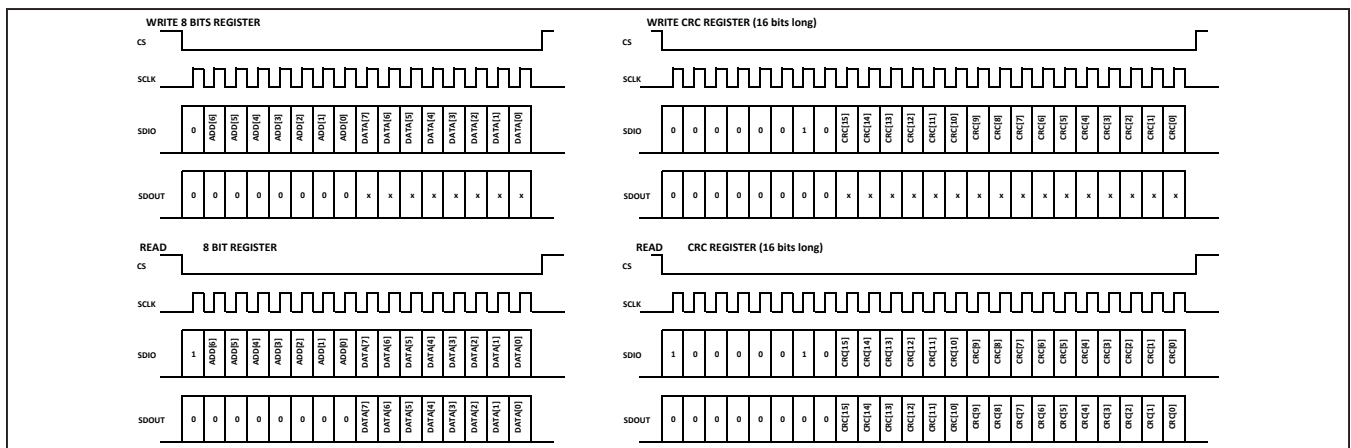 WRITE 8 BITS REGISTER
CS
SCLK
SDIO 0 ADD[6] ADD[5] ADD[4] ADD[3] ADD[2] ADD[1] ADD[0] DATA[7] DATA[6] DATA[5] DATA[4] DATA[3] DATA[2] DATA[1] DATA[0]
SDOUT 0 0 0 0 0 0 0 0 x x x x x x x x
WRITE CRC REGISTER (16 bits long)
CS
SCLK
SDIO 0 0 0 0 0 0 1 0 CRC[15] CRC[14] CRC[13] CRC[12] CRC[11] CRC[10] CRC[9] CRC[8] CRC[7] CRC[6] CRC[5] CRC[4] CRC[3] CRC[2] CRC[1] CRC[0]
SDOUT 0 0 0 0 0 0 0 0 x x x x x x x x x x x x x x x x
READ 8 BIT REGISTER
CS
SCLK
SDIO 1 ADD[6] ADD[5] ADD[4] ADD[3] ADD[2] ADD[1] ADD[0] DATA[7] DATA[6] DATA[5] DATA[4] DATA[3] DATA[2] DATA[1] DATA[0]
SDOUT 0 0 0 0 0 0 0 0 DATA[7] DATA[6] DATA[5] DATA[4] DATA[3] DATA[2] DATA[1] DATA[0]
READ CRC REGISTER (16 bits long)
CS
SCLK
SDIO 1 0 0 0 0 0 1 0 CRC[15] CRC[14] CRC[13] CRC[12] CRC[11] CRC[10] CRC[9] CRC[8] CRC[7] CRC[6] CRC[5] CRC[4] CRC[3] CRC[2] CRC[1] CRC[0]
SDOUT 0 0 0 0 0 0 0 0 CRC[15] CRC[14] CRC[13] CRC[12] CRC[11] CRC[10] CRC[9] CRC[8] CRC[7] CRC[6] CRC[5] CRC[4] CRC[3] CRC[2] CRC[1] CRC[0]